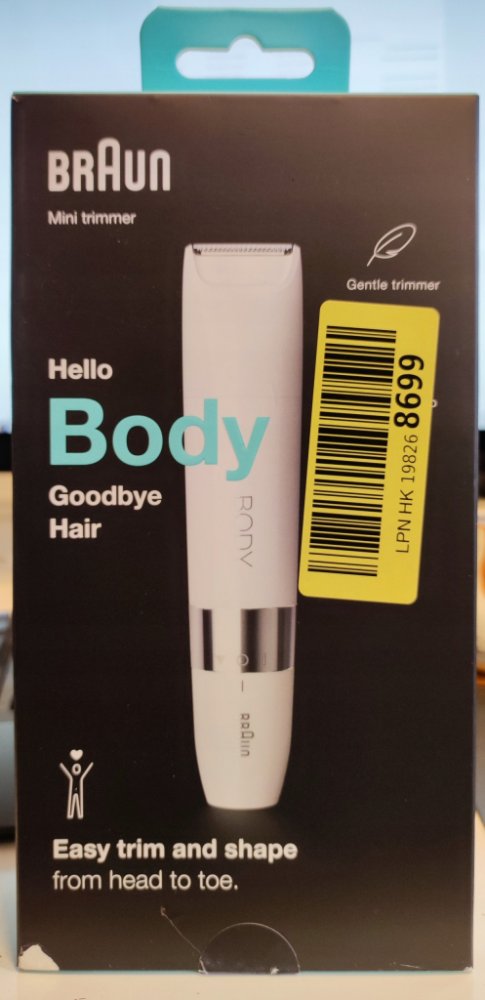 BRAUN
Mini trimmer
Gentle trimmer
Hello
Body
Goodbye
Hair
LPN HK 19826 8699
BODY
BRAUN
Easy trim and shape
from head to toe.